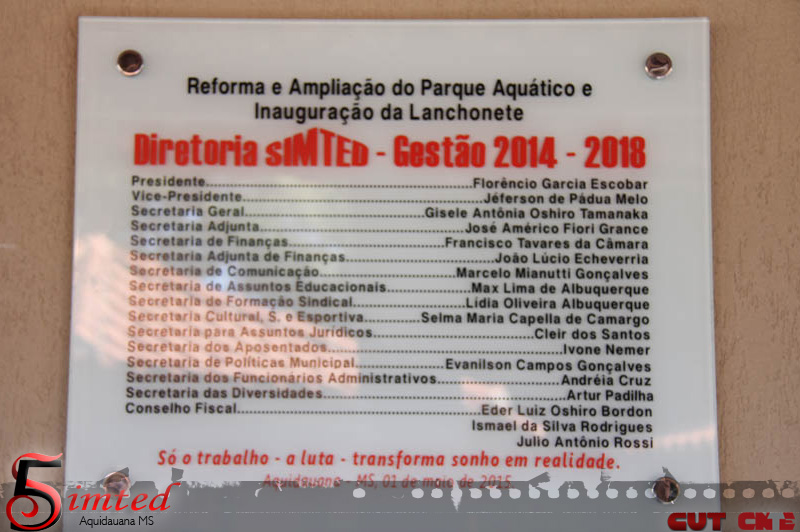 Reforma e Ampliação do Parque Aquático e
Inauguração da Lanchonete
Diretoria SIMTED - Gestão 2014 - 2018
Presidente........................................Florêncio Garcia Escobar
Vice-Presidente........................................Jéferson de Pádua Melo
Secretaria Geral........................................Gisele Antônia Oshiro Tamanaka
Secretaria Adjunta........................................José Américo Fiori Grance
Secretaria de Finanças........................................Francisco Tavares da Câmara
Secretaria Adjunta de Finanças........................................João Lúcio Echeverria
Secretaria de Comunicação........................................Marcelo Mianutti Gonçalves
Secretaria de Assuntos Educacionais........................................Max Lima de Albuquerque
Secretaria de Formação Sindical........................................Lídia Oliveira Albuquerque
Secretaria Cultural, S. e Esportiva........................................Selma Maria Capella de Camargo
Secretaria para Assuntos Jurídicos........................................Cleir dos Santos
Secretaria dos Aposentados........................................Ivone Nemer
Secretaria de Políticas Municipal........................................Evanilson Campos Gonçalves
Secretaria dos Funcionários Administrativos........................................Andréia Cruz
Secretaria das Diversidades........................................Artur Padilha
Conselho Fiscal........................................Eder Luiz Oshiro Bordon
Ismael da Silva Rodrigues
Julio Antônio Rossi
Só o trabalho - a luta - transforma sonho em realidade.
Aquidauana - MS, 01 de maio de 2015.
Simted
Aquidauana MS
CUT